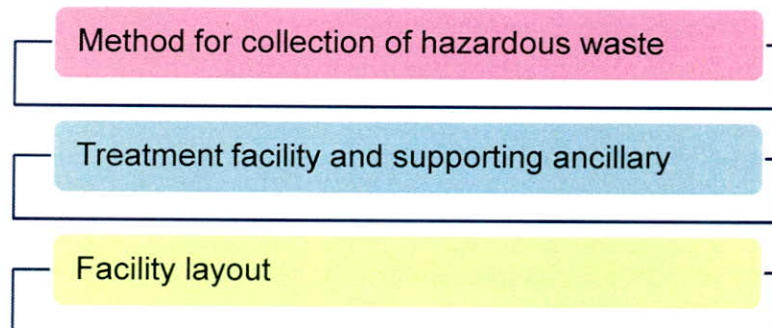 Method for collection of hazardous waste
Treatment facility and supporting ancillary
Facility layout